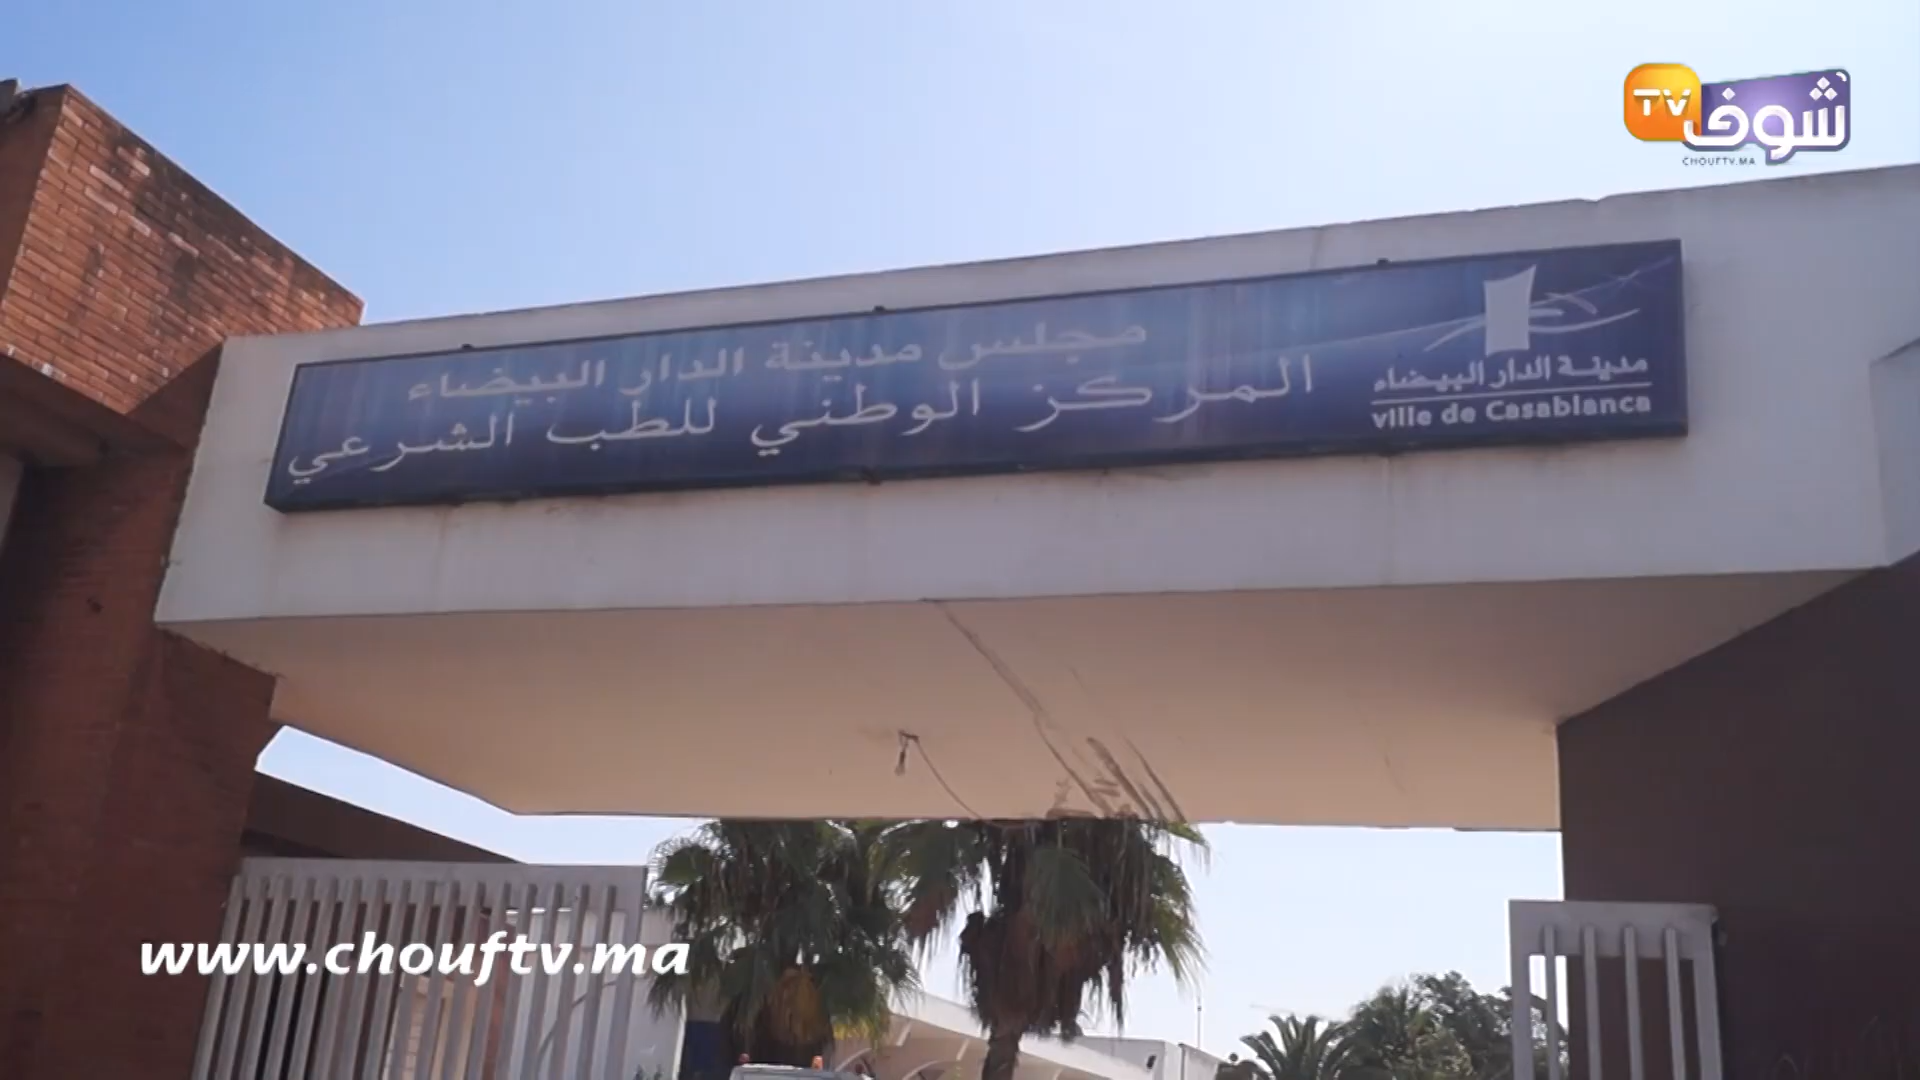 TV شوف
CHOUFTV.MA
مجلس مدينة الدار البيضاء
المركز الوطني للطب الشرعي
مدينة الدار البيضاء
ville de Casablanca
www.chouftv.ma